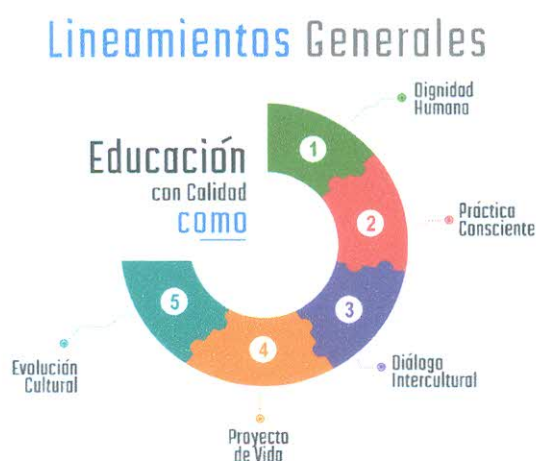 Lineamientos Generales
Educación
con Calidad
como
1
Dignidad
Humana
2
Práctica
Consciente
3
Diálogo
Intercultural
4
Proyecto
de Vida
5
Evolución
Cultural